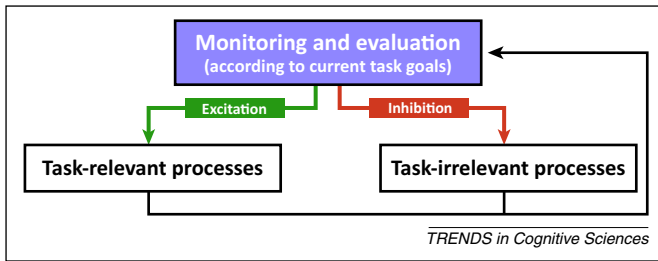 Monitoring and evaluation
(according to current task goals)
Excitation
Inhibition
Task-relevant processes
Task-irrelevant processes
TRENDS in Cognitive Sciences